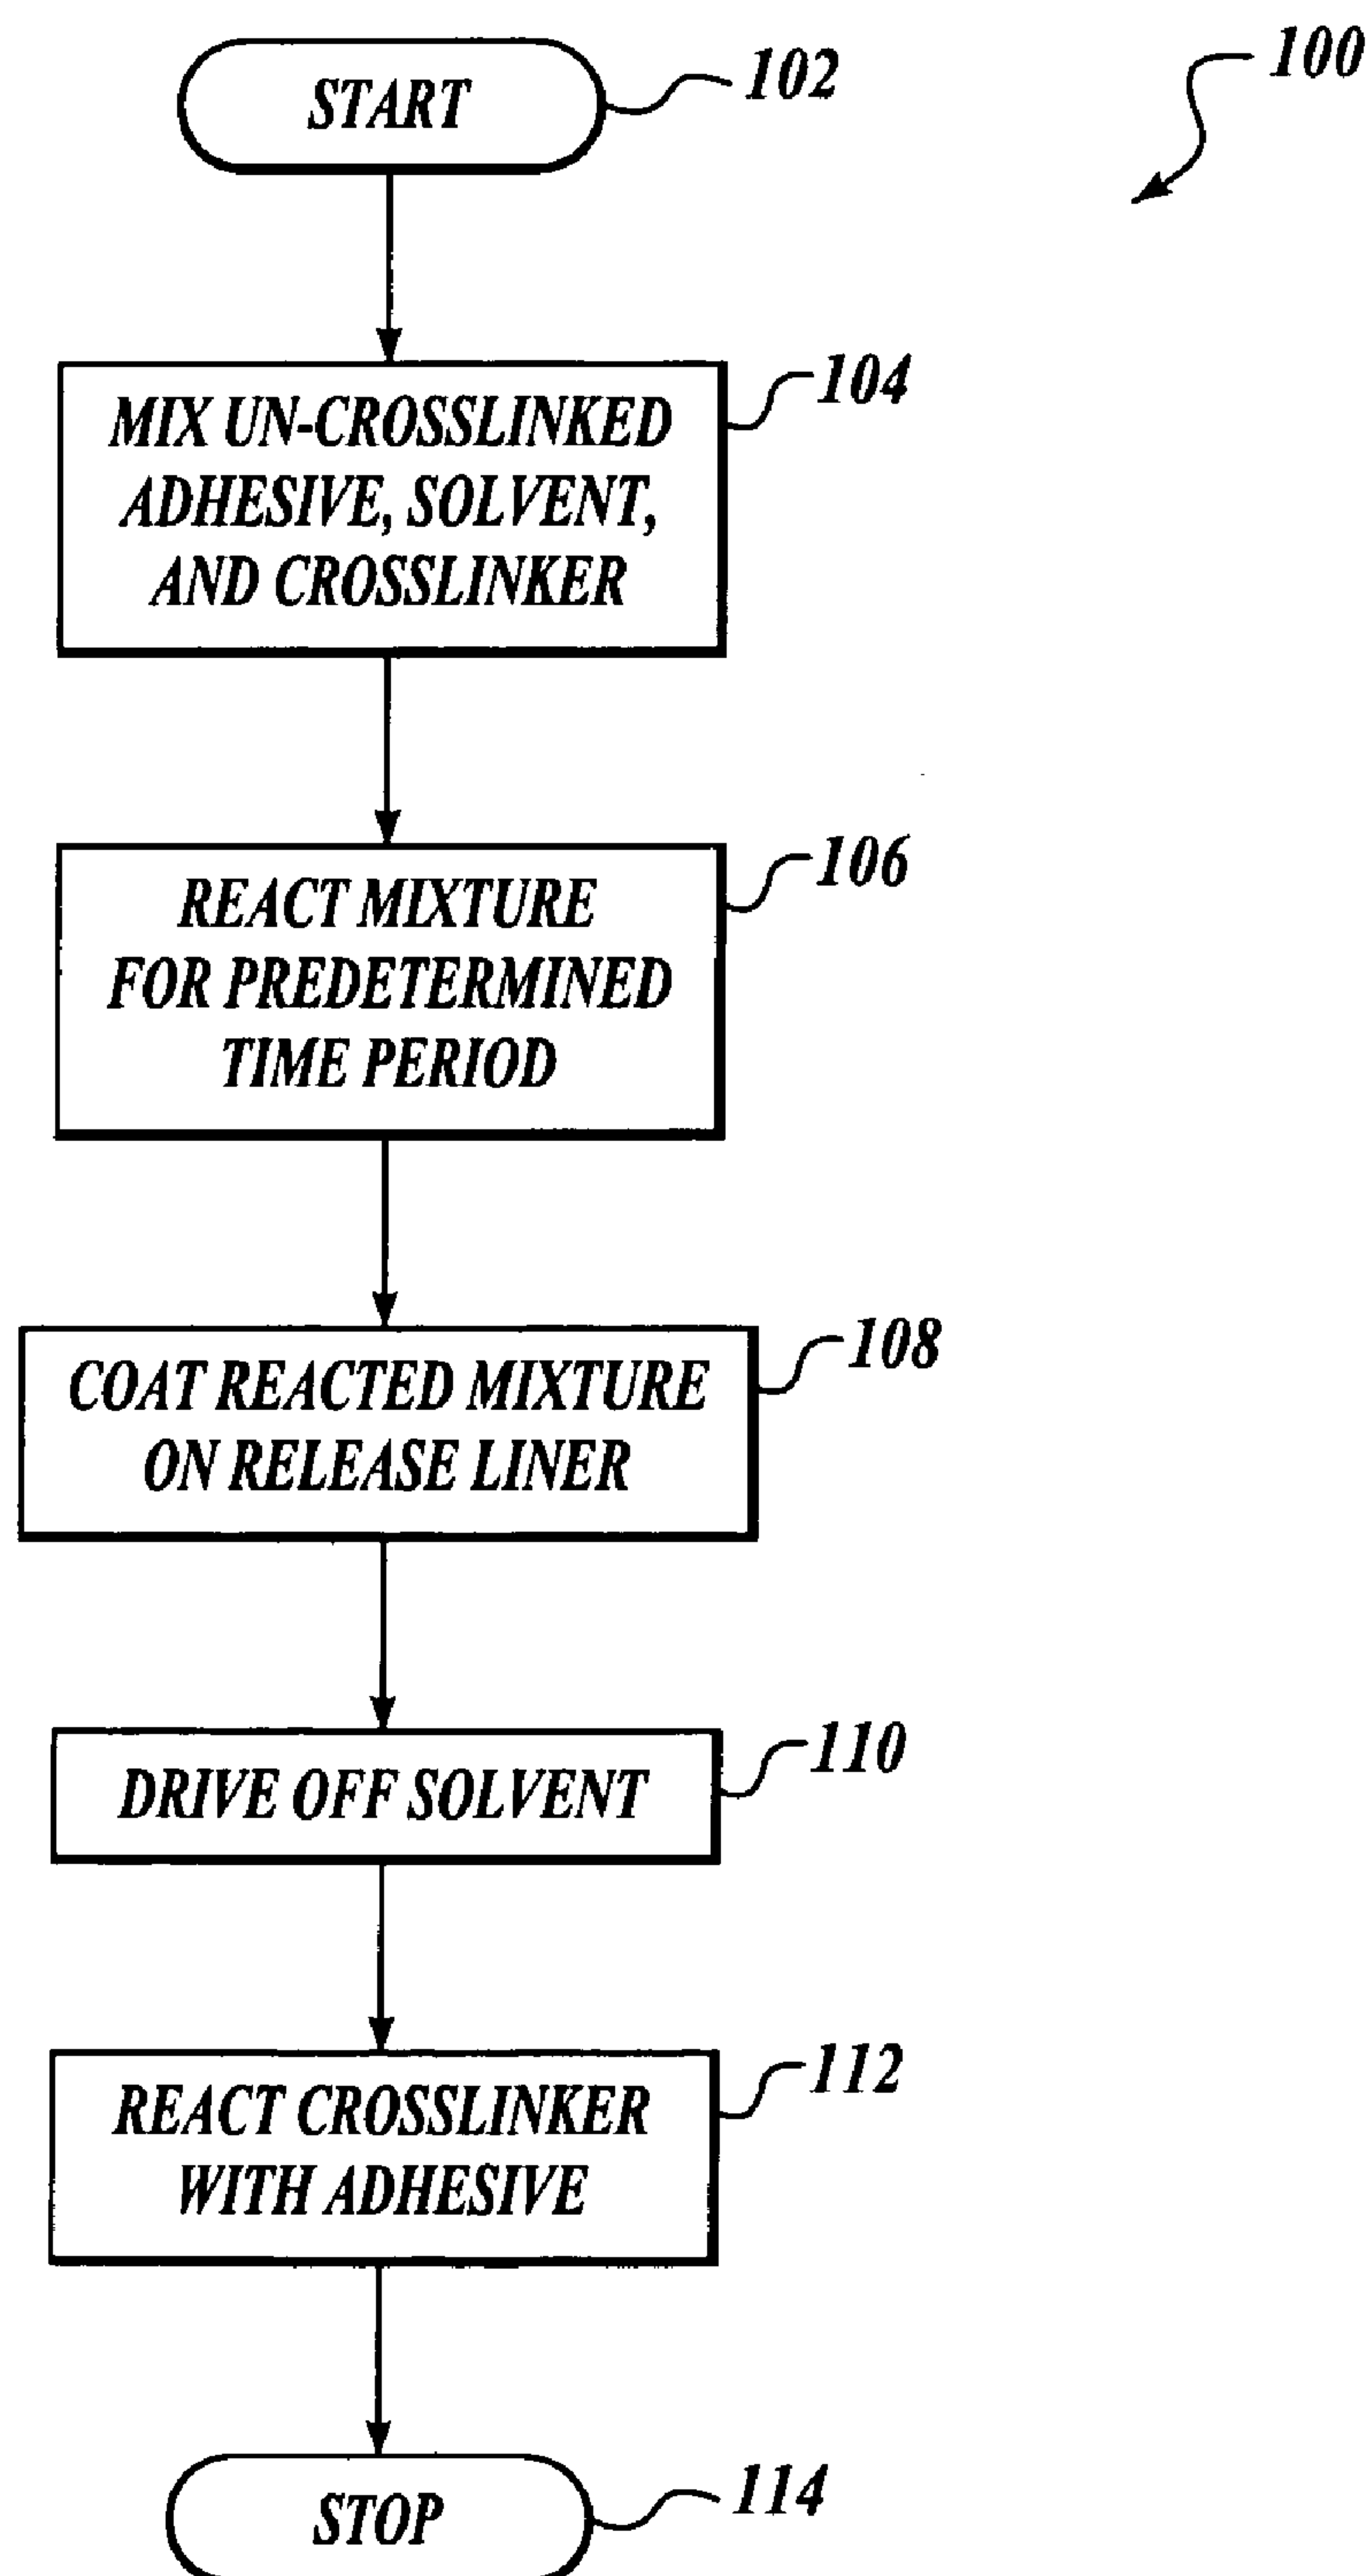 100
START
102
MIX UN-CROSSLINKED
ADHESIVE, SOLVENT,
AND CROSSLINKER
104
REACT MIXTURE
FOR PREDETERMINED
TIME PERIOD
106
COAT REACTED MIXTURE
ON RELEASE LINER
108
DRIVE OFF SOLVENT
110
REACT CROSSLINKER
WITH ADHESIVE
112
STOP
114